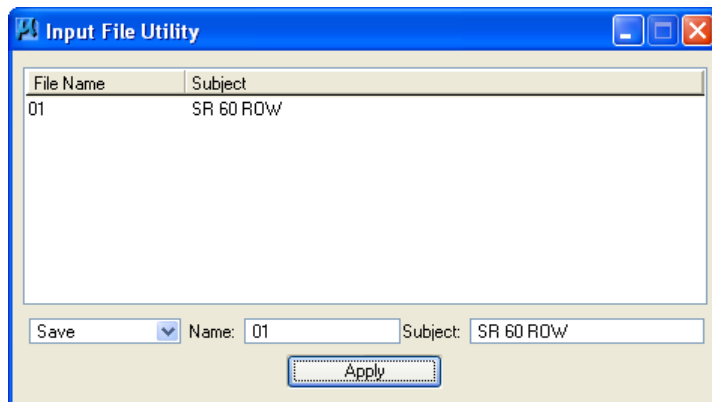 Input File Utility
File Name Subject
01 SR 60 ROW
Save Name: 01 Subject: SR 60 ROW
Apply